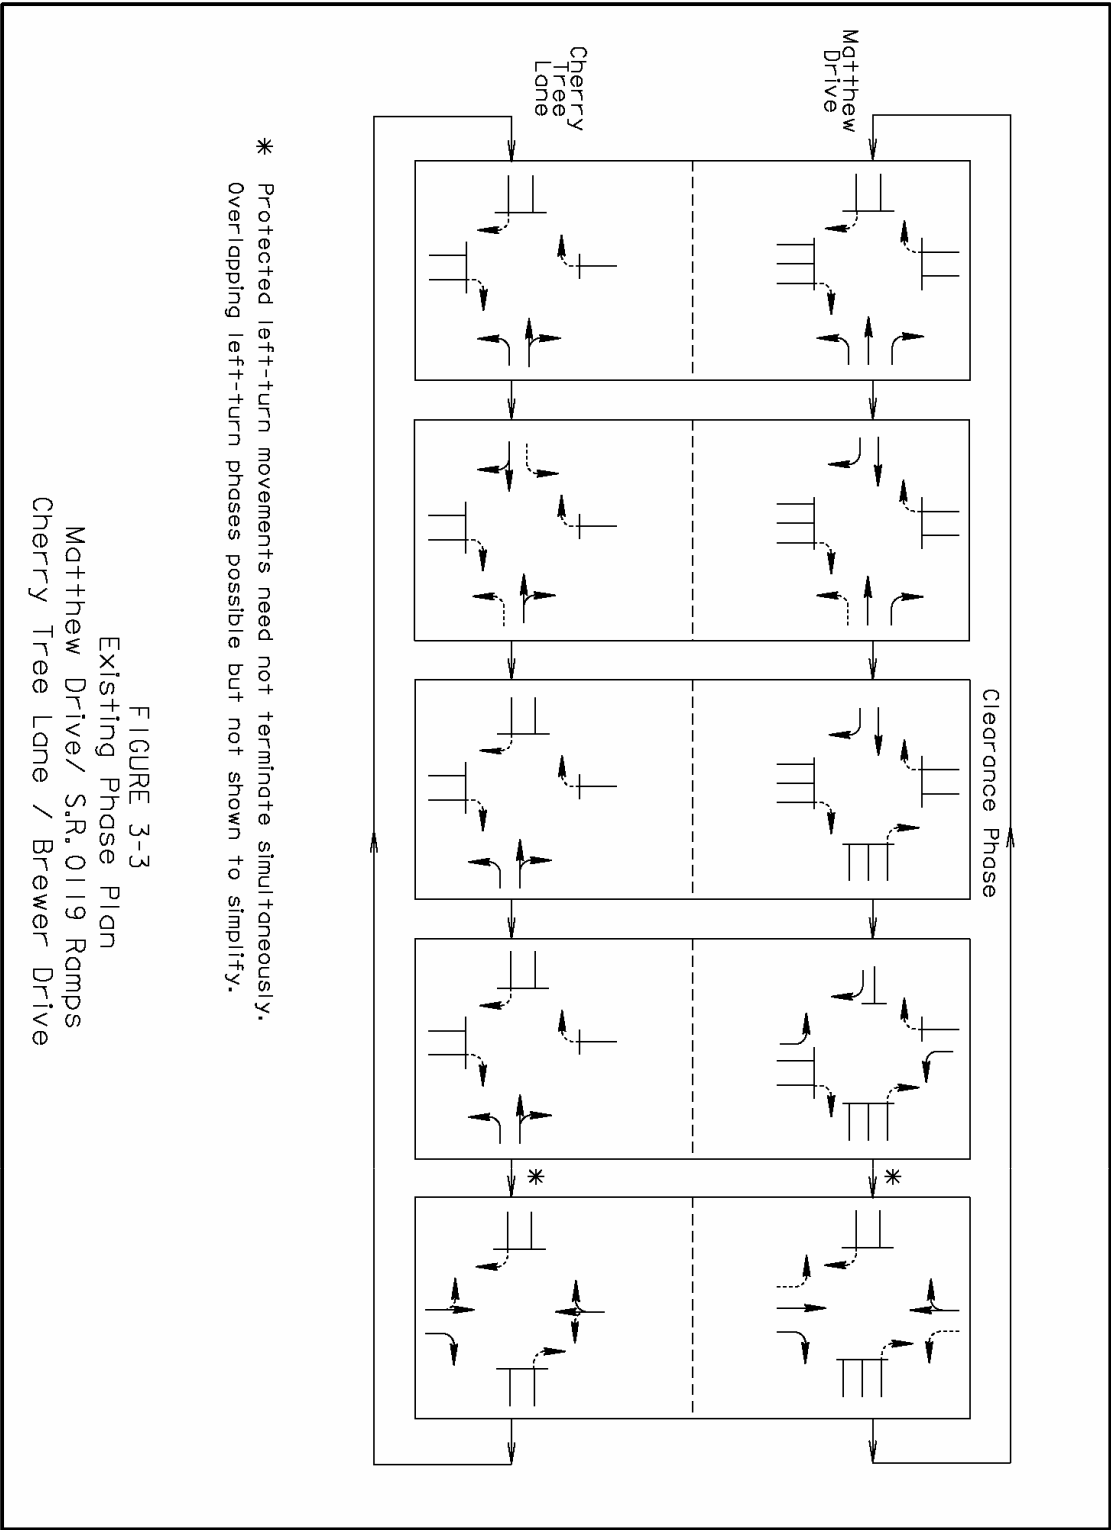 Clearance Phase
Matthew
Drive
Cherry
Tree
Lane
*
*
* Protected left-turn movements need not terminate simultaneously.
Overlapping left-turn phases possible but not shown to simplify.
FIGURE 3-3
Existing Phase Plan
Matthew Drive/ S.R. 0119 Ramps
Cherry Tree Lane / Brewer Drive